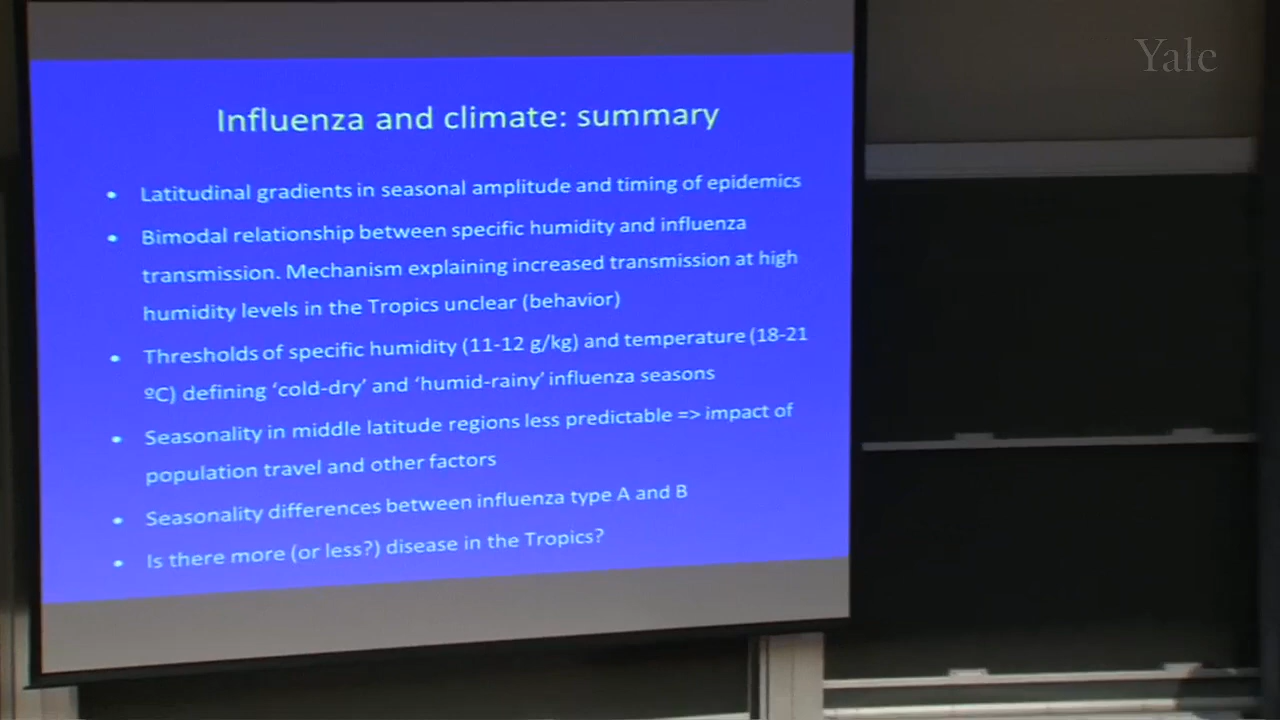 Yale
Influenza and climate: summary
• Latitudinal gradients in seasonal amplitude and timing of epidemics
• Bimodal relationship between specific humidity and influenza
transmission. Mechanism explaining increased transmission at high
humidity levels in the Tropics unclear (behavior)
• Thresholds of specific humidity (11-12 g/kg) and temperature (18-21
ºC) defining ‘cold-dry’ and ‘humid-rainy’ influenza seasons
• Seasonality in middle latitude regions less predictable => impact of
population travel and other factors
• Seasonality differences between influenza type A and B
• Is there more (or less?) disease in the Tropics?